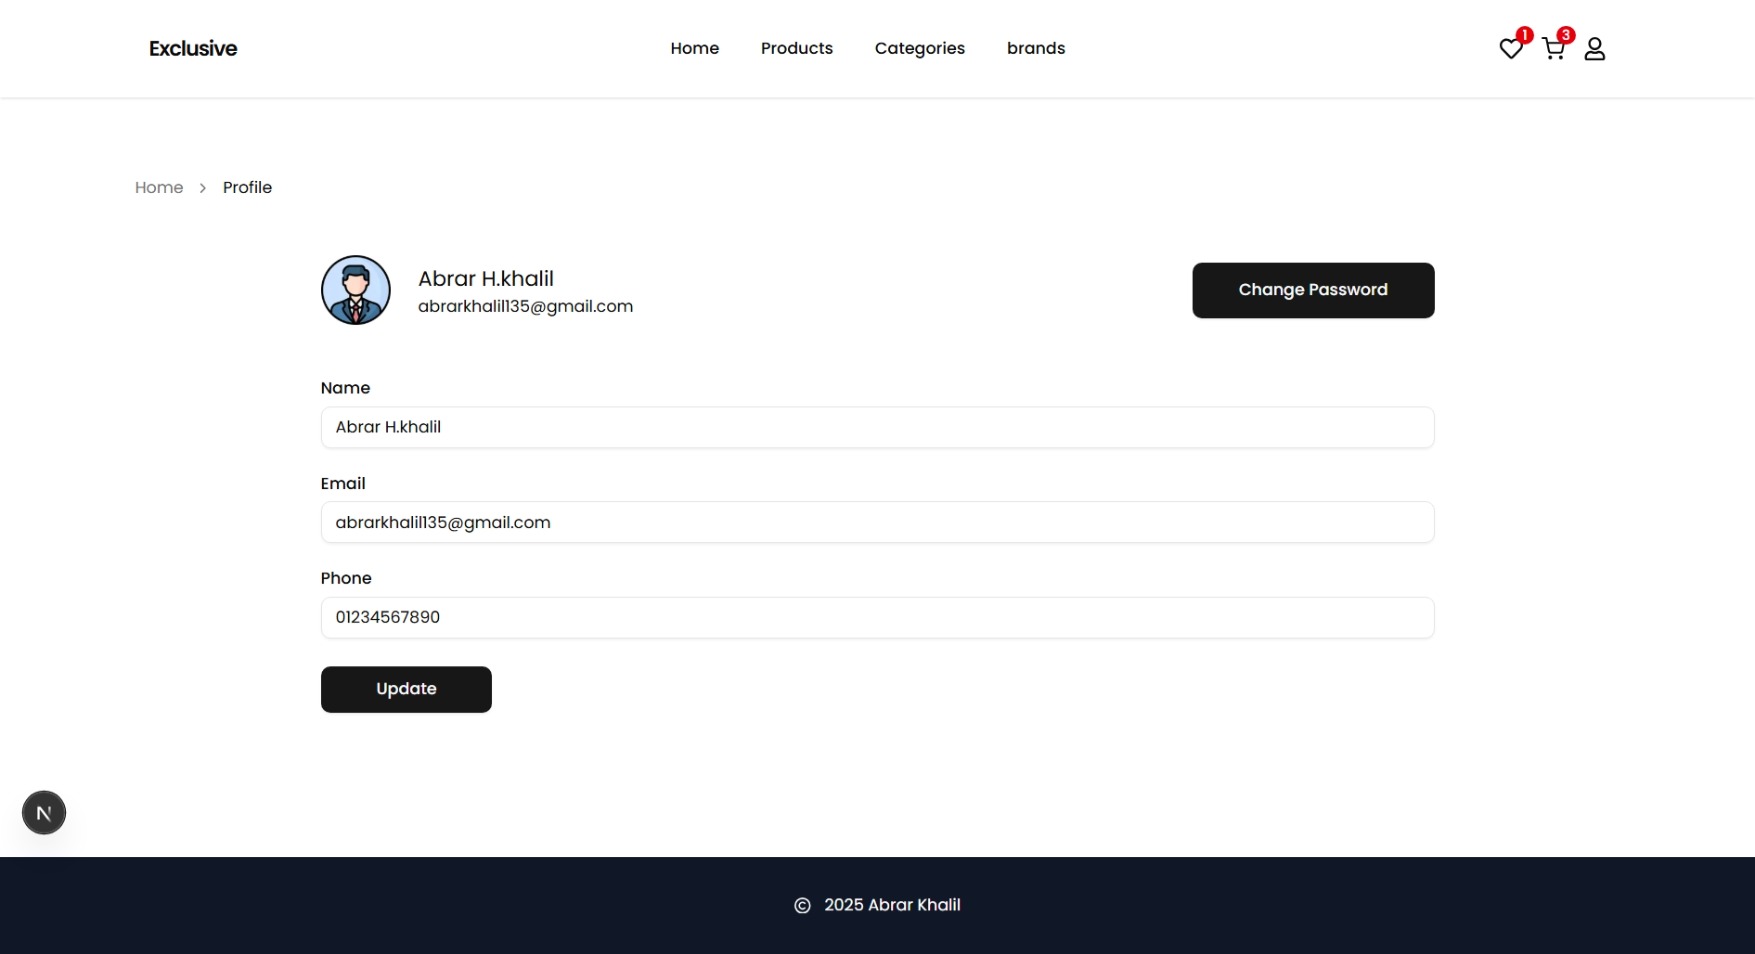 Exclusive
Home Products Categories brands
1 3
Home > Profile
Abrar H.khalil
abrarkhalil135@gmail.com
Change Password
Name
Abrar H.khalil
Email
abrarkhalil135@gmail.com
Phone
01234567890
Update
N
© 2025 Abrar Khalil